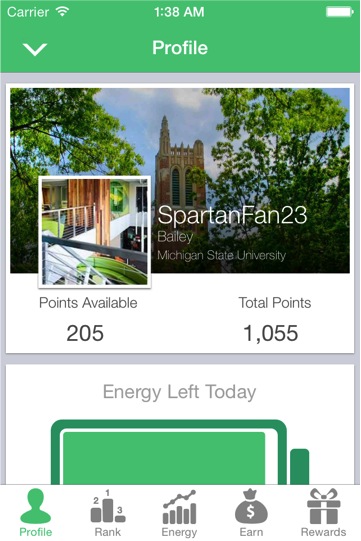 Carrier 1:38 AM
Profile
SpartanFan23
Bailey
Michigan State University
Points Available Total Points
205 1,055
Energy Left Today
2 1 3
Profile Rank Energy Earn Rewards
$